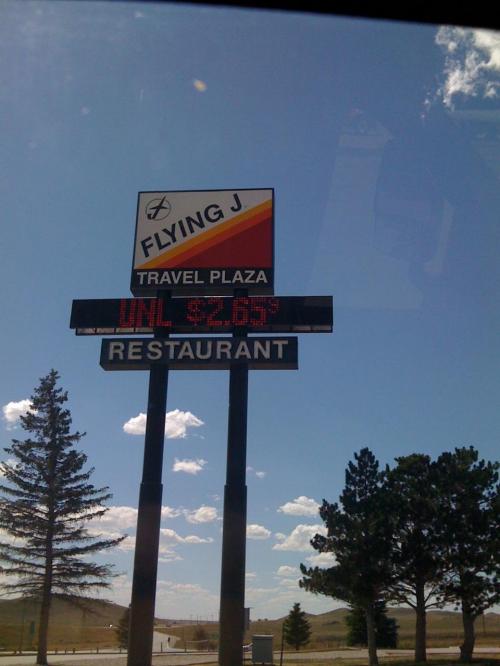 FLYING J
TRAVEL PLAZA
UNL $2.65⁹
RESTAURANT